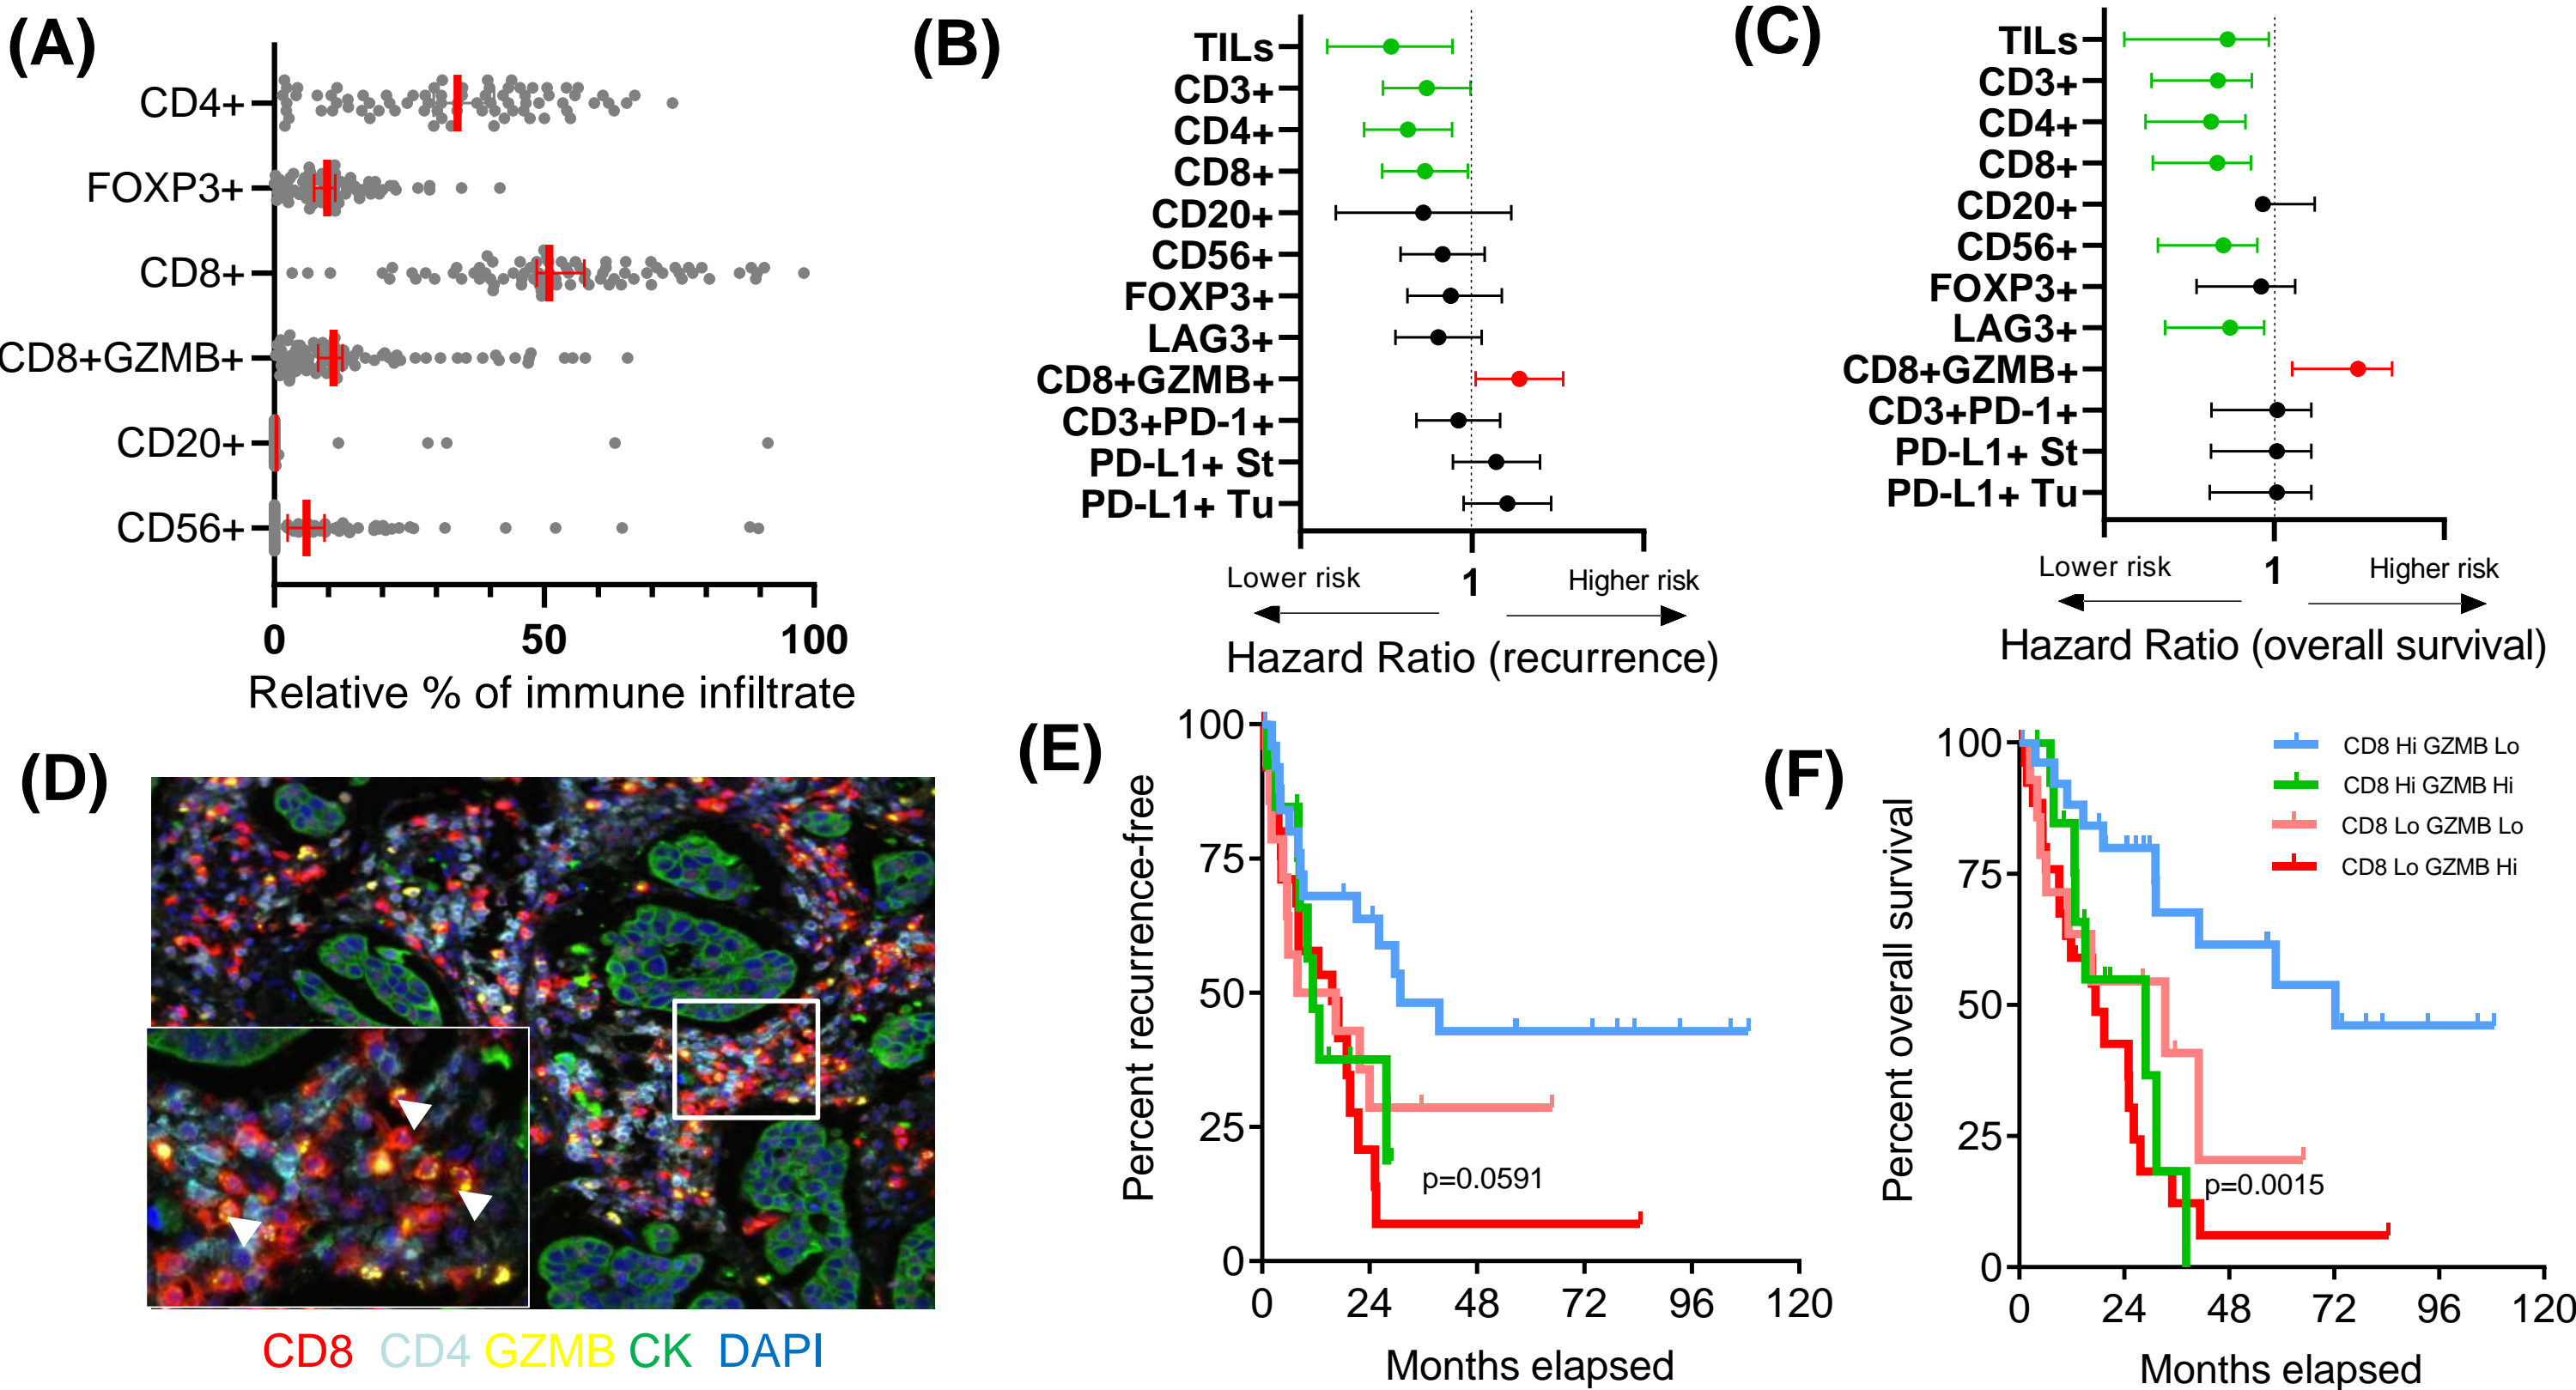 (A)
CD4+
FOXP3+
CD8+
CD8+GZMB+
CD20+
CD56+
0 50 100
Relative % of immune infiltrate
(B)
TILs
CD3+
CD4+
CD8+
CD20+
CD56+
FOXP3+
LAG3+
CD8+GZMB+
CD3+PD-1+
PD-L1+ St
PD-L1+ Tu
Lower risk 1 Higher risk
Hazard Ratio (recurrence)
(C)
TILs
CD3+
CD4+
CD8+
CD20+
CD56+
FOXP3+
LAG3+
CD8+GZMB+
CD3+PD-1+
PD-L1+ St
PD-L1+ Tu
Lower risk 1 Higher risk
Hazard Ratio (overall survival)
(D)
CD8 CD4 GZMB CK DAPI
(E)
Percent recurrence-free
100
75
50
25
0
p=0.0591
0 24 48 72 96 120
Months elapsed
(F)
Percent overall survival
100
75
50
25
0
CD8 Hi GZMB Lo
CD8 Hi GZMB Hi
CD8 Lo GZMB Lo
CD8 Lo GZMB Hi
p=0.0015
0 24 48 72 96 120
Months elapsed